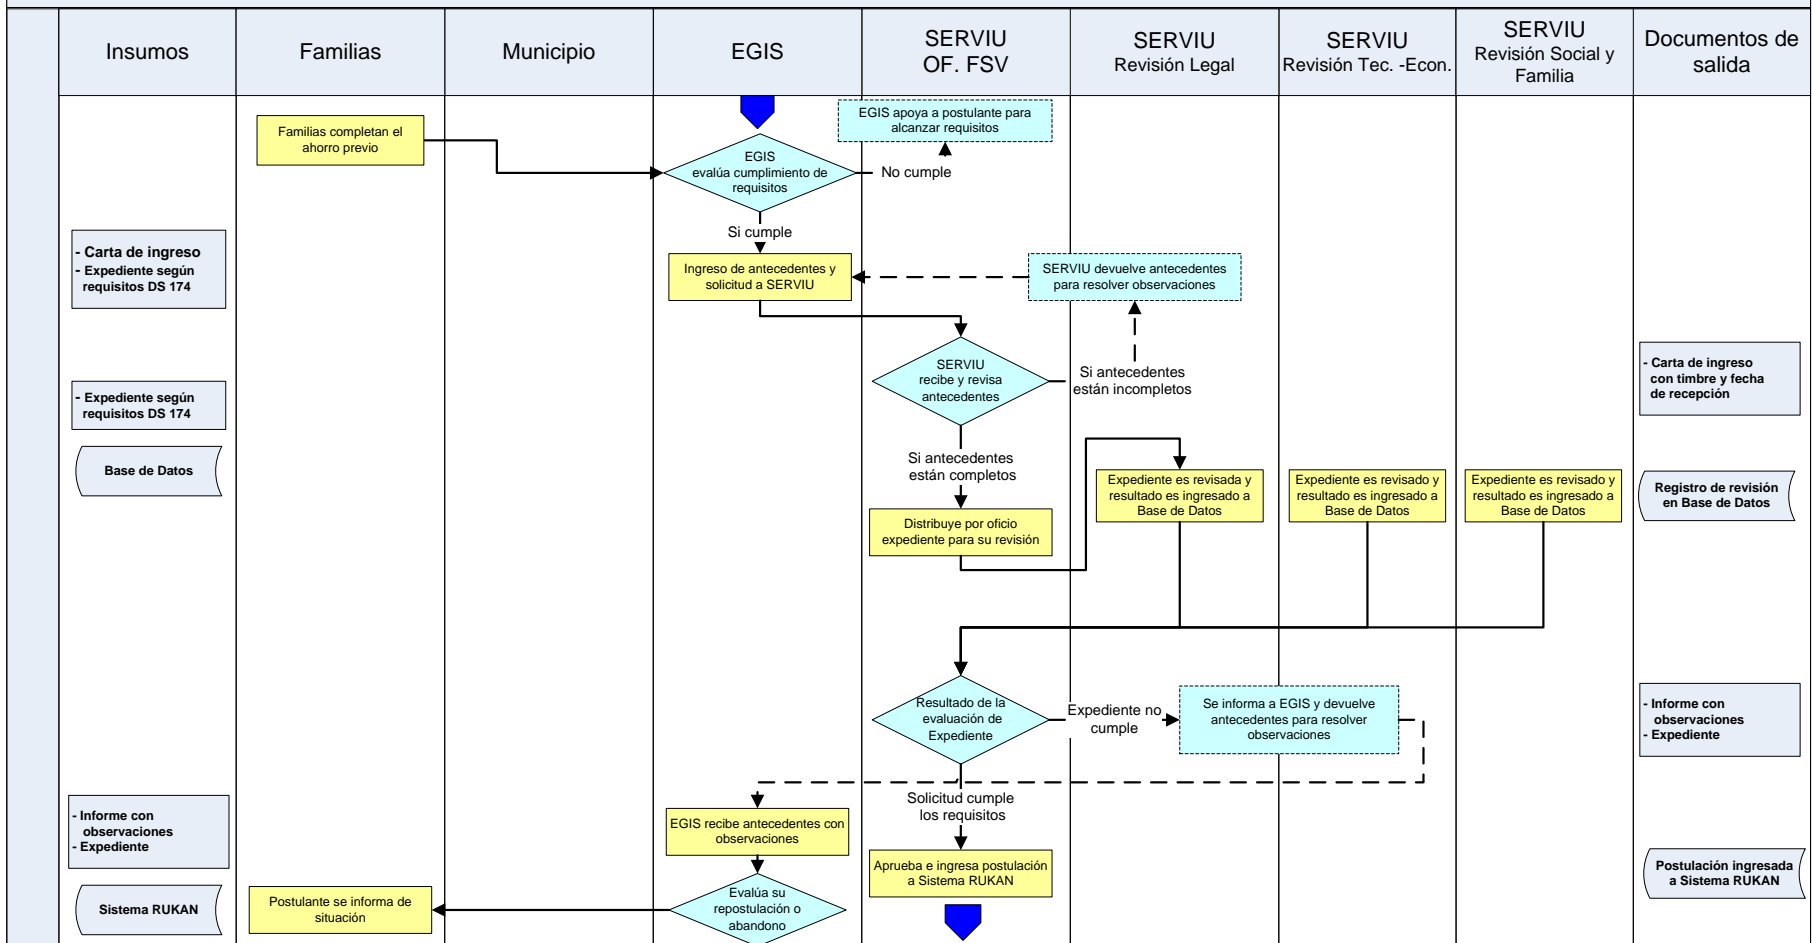 Insumos
Familias
Municipio
EGIS
SERVIU
OF. FSV
SERVIU
Revisión Legal
SERVIU
Revisión Tec. -Econ.
SERVIU
Revisión Social y
Familia
Documentos de
salida
Familias completan el
ahorro previo
EGIS
evalúa cumplimiento de
requisitos
No cumple
EGIS apoya a postulante para
alcanzar requisitos
Si cumple
- Carta de ingreso
- Expediente según
requisitos DS 174
Ingreso de antecedentes y
solicitud a SERVIU
SERVIU devuelve antecedentes
para resolver observaciones
SERVIU
recibe y revisa
antecedentes
Si antecedentes
están incompletos
- Carta de ingreso
con timbre y fecha
de recepción
- Expediente según
requisitos DS 174
Base de Datos
Si antecedentes
están completos
Distribuye por oficio
expediente para su revisión
Expediente es revisada y
resultado es ingresado a
Base de Datos
Expediente es revisado y
resultado es ingresado a
Base de Datos
Expediente es revisado y
resultado es ingresado a
Base de Datos
Registro de revisión
en Base de Datos
Resultado de la
evaluación de
Expediente
Expediente no
cumple
Se informa a EGIS y devuelve
antecedentes para resolver
observaciones
- Informe con
observaciones
- Expediente
- Informe con
observaciones
- Expediente
EGIS recibe antecedentes con
observaciones
Solicitud cumple
los requisitos
Aprueba e ingresa postulación
a Sistema RUKAN
Postulación ingresada
a Sistema RUKAN
Sistema RUKAN
Postulante se informa de
situación
Evalúa su
repostulación o
abandono